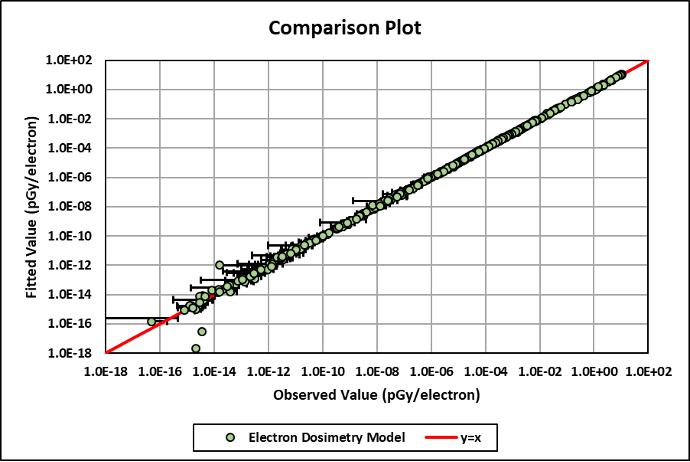 Comparison Plot
1.0E+02
1.0E+00
1.0E-02
1.0E-04
1.0E-06
1.0E-08
1.0E-10
1.0E-12
1.0E-14
1.0E-16
1.0E-18
Fitted Value (pGy/electron)
1.0E-18 1.0E-16 1.0E-14 1.0E-12 1.0E-10 1.0E-08 1.0E-06 1.0E-04 1.0E-02 1.0E+00 1.0E+02
Observed Value (pGy/electron)
Electron Dosimetry Model y=x